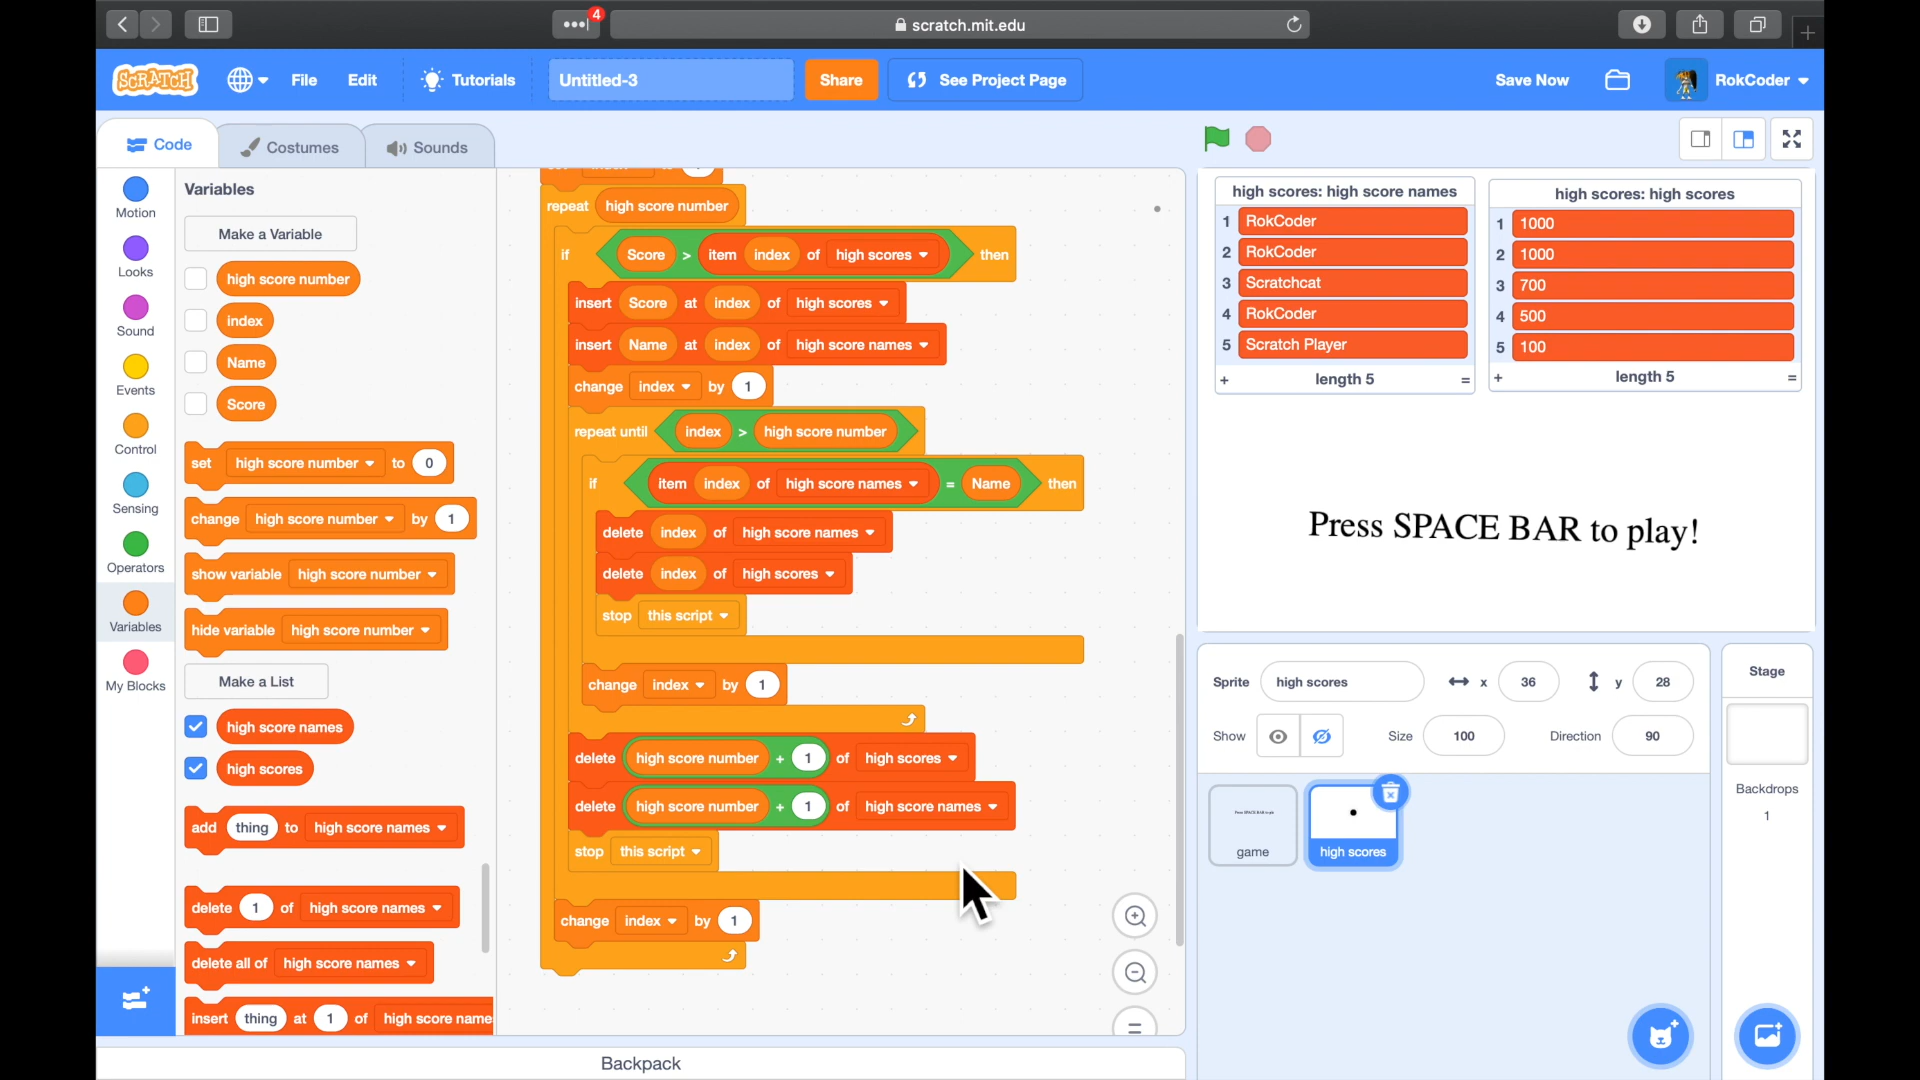 4
scratch.mit.edu
SCRATCH
File
Edit
Tutorials
Untitled-3
Share
See Project Page
Save Now
RokCoder
Code
Costumes
Sounds
Motion
Looks
Sound
Events
Control
Sensing
Operators
Variables
My Blocks
Variables
Make a Variable
high score number
index
Name
Score
set high score number to 0
change high score number by 1
show variable high score number
hide variable high score number
Make a List
high score names
high scores
add thing to high score names
delete 1 of high score names
delete all of high score names
insert thing at 1 of high score name
repeat high score number
if Score > item index of high scores then
insert Score at index of high scores
insert Name at index of high score names
change index by 1
repeat until index > high score number
if item index of high score names = Name then
delete index of high score names
delete index of high scores
stop this script
change index by 1
delete high score number + 1 of high scores
delete high score number + 1 of high score names
stop this script
change index by 1
Backpack
high scores: high score names
1 RokCoder
2 RokCoder
3 Scratchcat
4 RokCoder
5 Scratch Player
+ length 5 =
high scores: high scores
1 1000
2 1000
3 700
4 500
5 100
+ length 5 =
Press SPACE BAR to play!
Sprite high scores x 36 y 28
Show Size 100 Direction 90
game
high scores
Stage
Backdrops
1